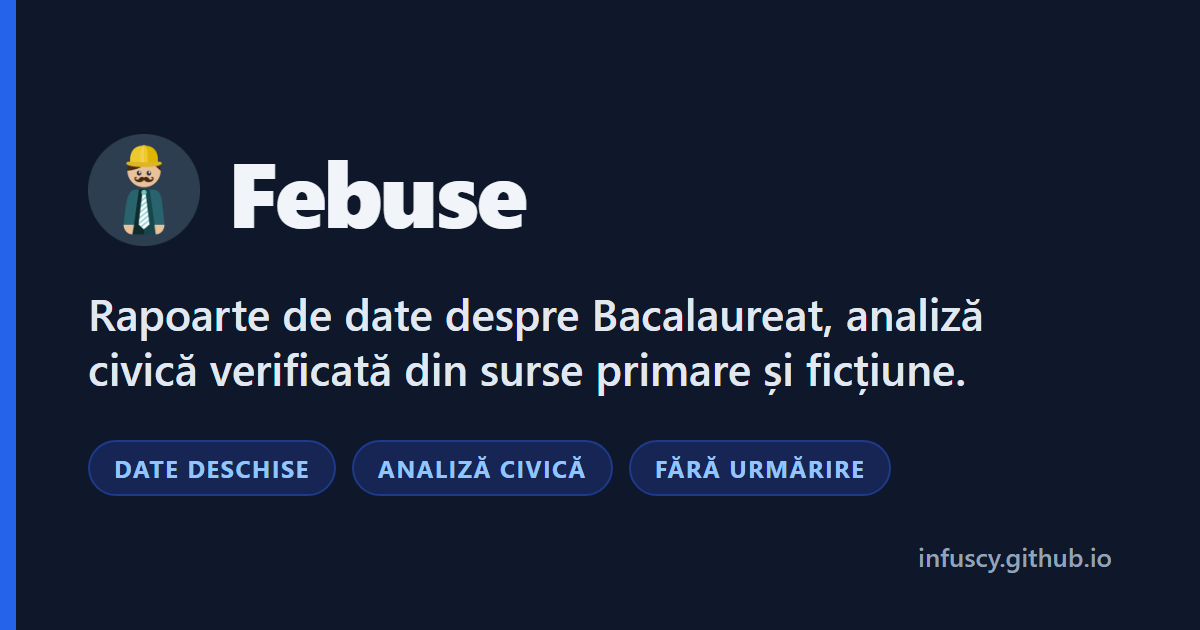 Febuse
Rapoarte de date despre Bacalaureat, analiză
civică verificată din surse primare și ficțiune.
DATE DESCHISE
ANALIZĂ CIVICĂ
FĂRĂ URMĂRIRE
infuscy.github.io